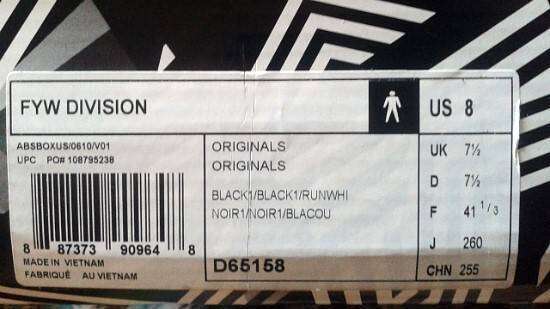 FYW DIVISION
US 8
ABSBOXUS/0610/V01
UPC PO# 108795238
8 87373 90964 8
MADE IN VIETNAM
FABRIQUÉ AU VIETNAM
ORIGINALS
ORIGINALS
BLACK1/BLACK1/RUNWHI
NOIR1/NOIR1/BLACOU
D65158
UK 7½
D 7½
F 41 1/3
J 260
CHN 255